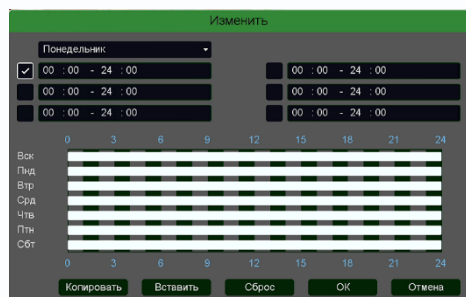 Изменить
Понедельник
00 : 00 - 24 : 00 00 : 00 - 24 : 00
00 : 00 - 24 : 00 00 : 00 - 24 : 00
00 : 00 - 24 : 00 00 : 00 - 24 : 00
0 3 6 9 12 15 18 21 24
Вск
Пнд
Втр
Срд
Чтв
Птн
Сбт
0 3 6 9 12 15 18 21 24
Копировать Вставить Сброс ОК Отмена